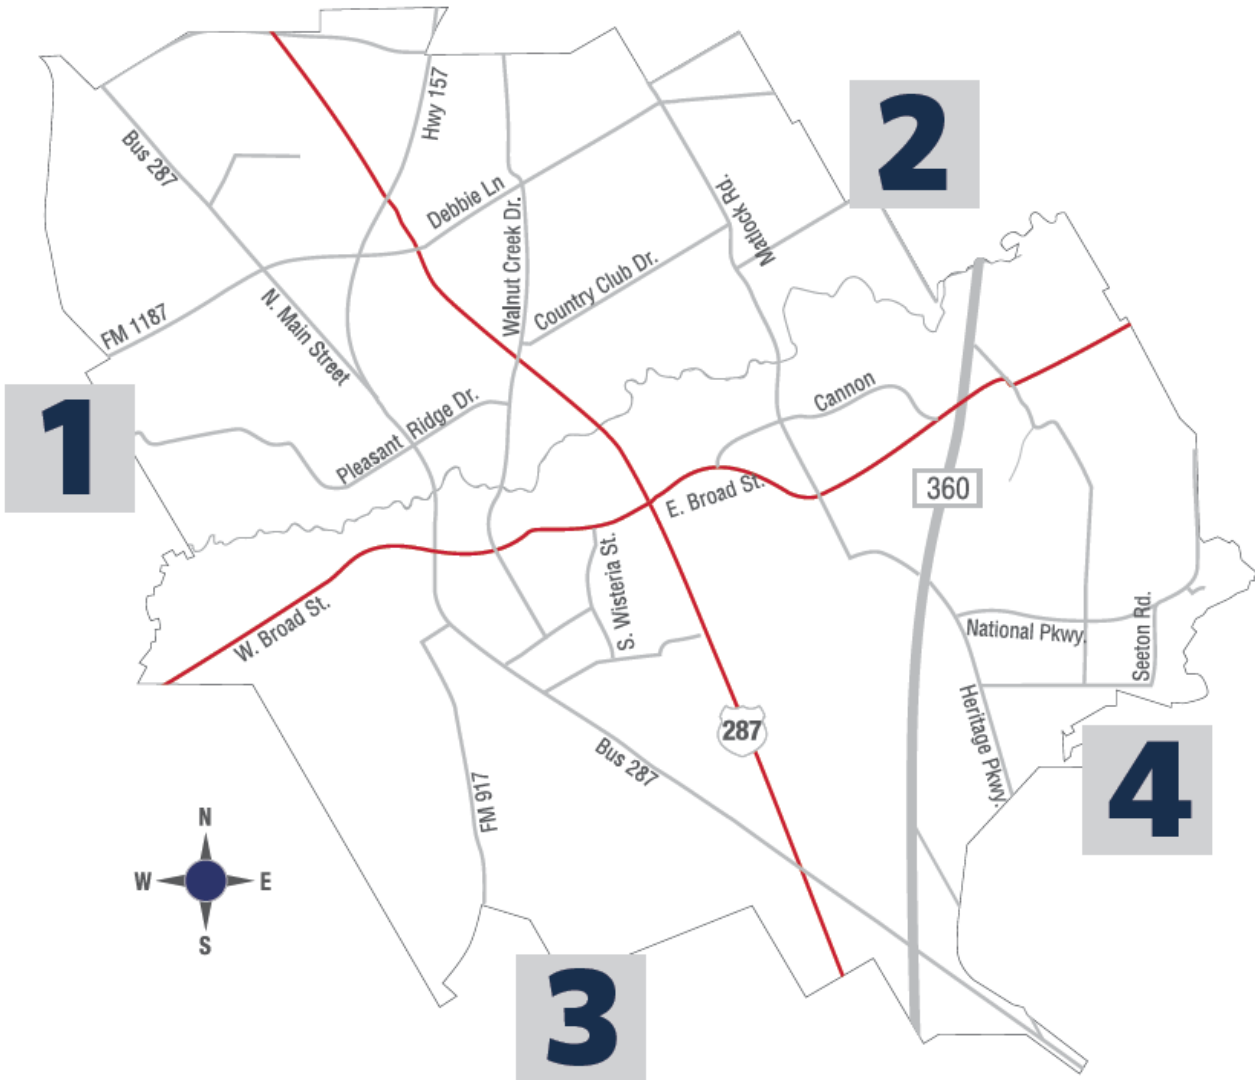 Hwy 157
2
Bus 287
Debbie Ln
Matlock Rd.
Matlock
Walnut Creek Dr.
Country Club Dr.
FM 1187
N. Main Street
1
Cannon
Pleasant Ridge Dr.
360
E. Broad St.
S. Wisteria St.
W. Broad St.
National Pkwy.
Seeton Rd.
287
Heritage Pkwy.
Bus 287
4
FM 917
N
W E
S
3